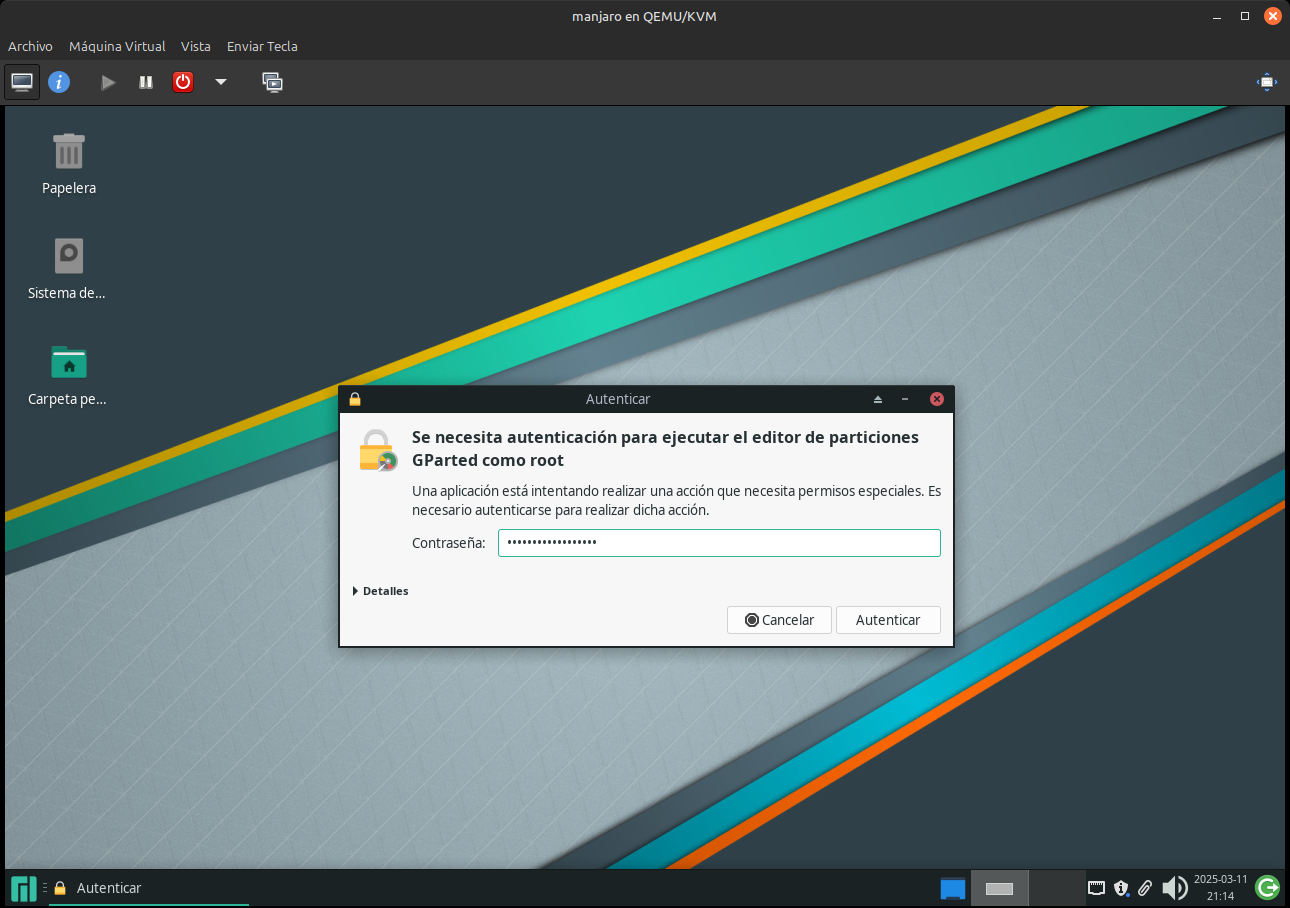 manjaro en QEMU/KVM
Archivo Máquina Virtual Vista Enviar Tecla
Papelera
Sistema de...
Carpeta pe...
Autenticar
Se necesita autenticación para ejecutar el editor de particiones
GParted como root
Una aplicación está intentando realizar una acción que necesita permisos especiales. Es
necesario autenticarse para realizar dicha acción.
Contraseña: ••••••••••••••••••
Detalles
Cancelar Autenticar
Autenticar
2025-03-11
21:14